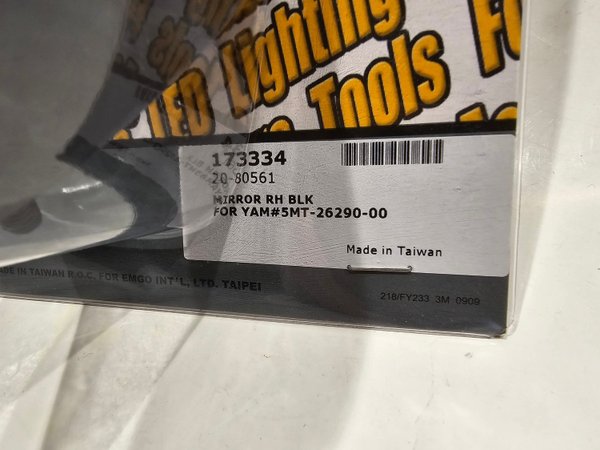 LED Lighting
Tools
173334
20-80561
MIRROR RH BLK
FOR YAM#5MT-26290-00
Made in Taiwan
MADE IN TAIWAN R.O.C. FOR EMGO INT'L, LTD. TAIPEI
218/FY233 3M 0909